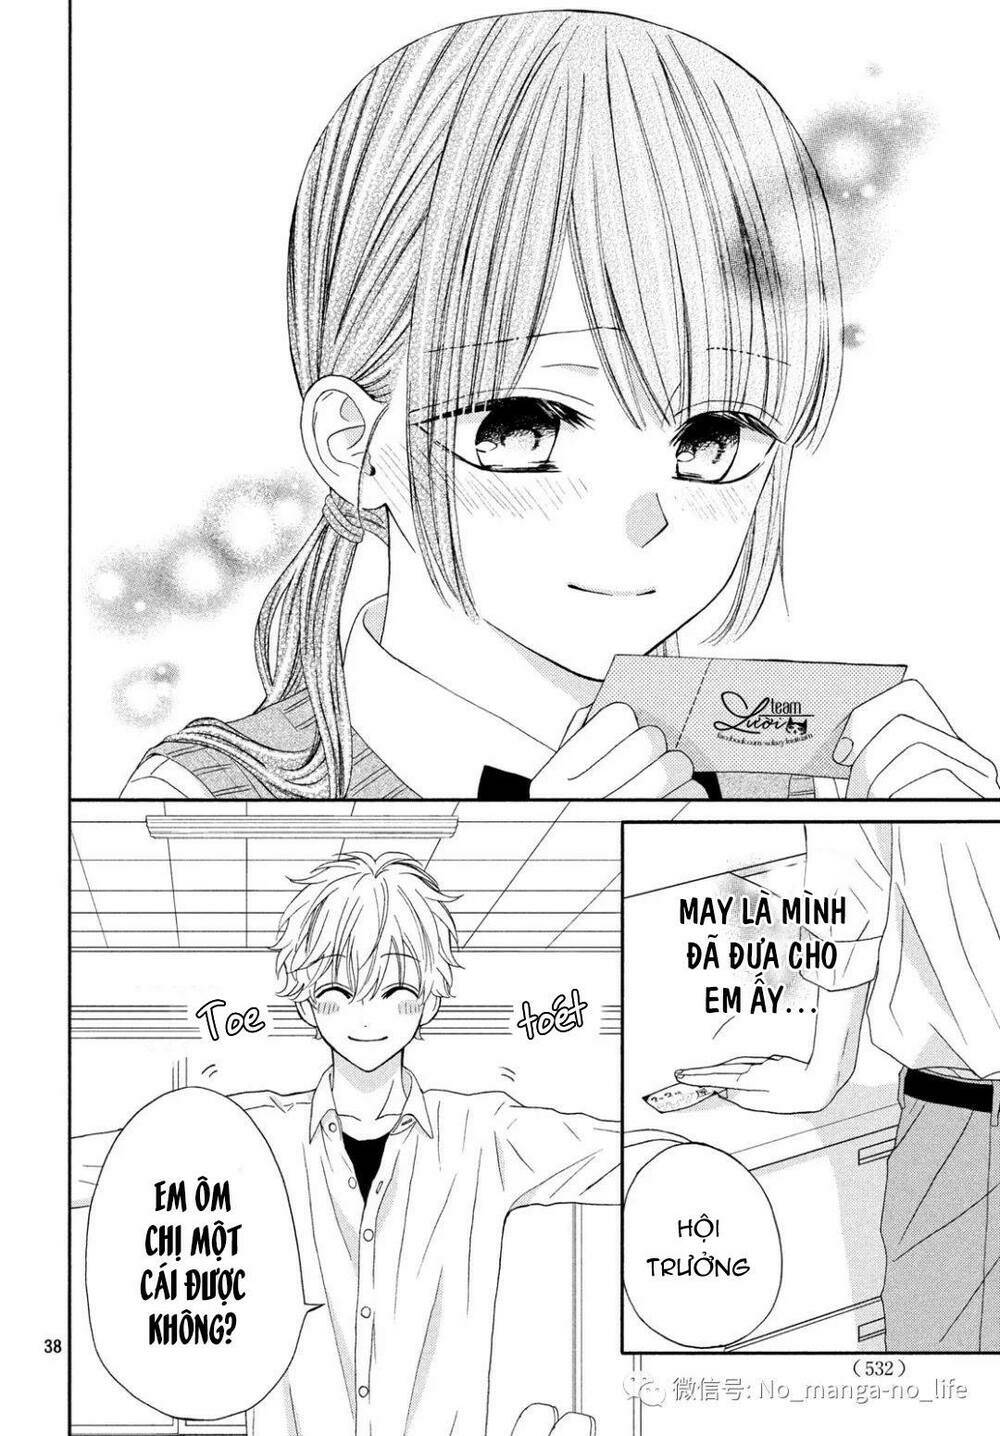 team
Lười
MAY LÀ MÌNH
ĐÃ ĐƯA CHO
EM ẤY...
HỘI
TRƯỞNG
Toe
toét
EM ÔM
CHỊ MỘT
CÁI ĐƯỢC
KHÔNG?
38
(532)
微信号: No_manga-no_life